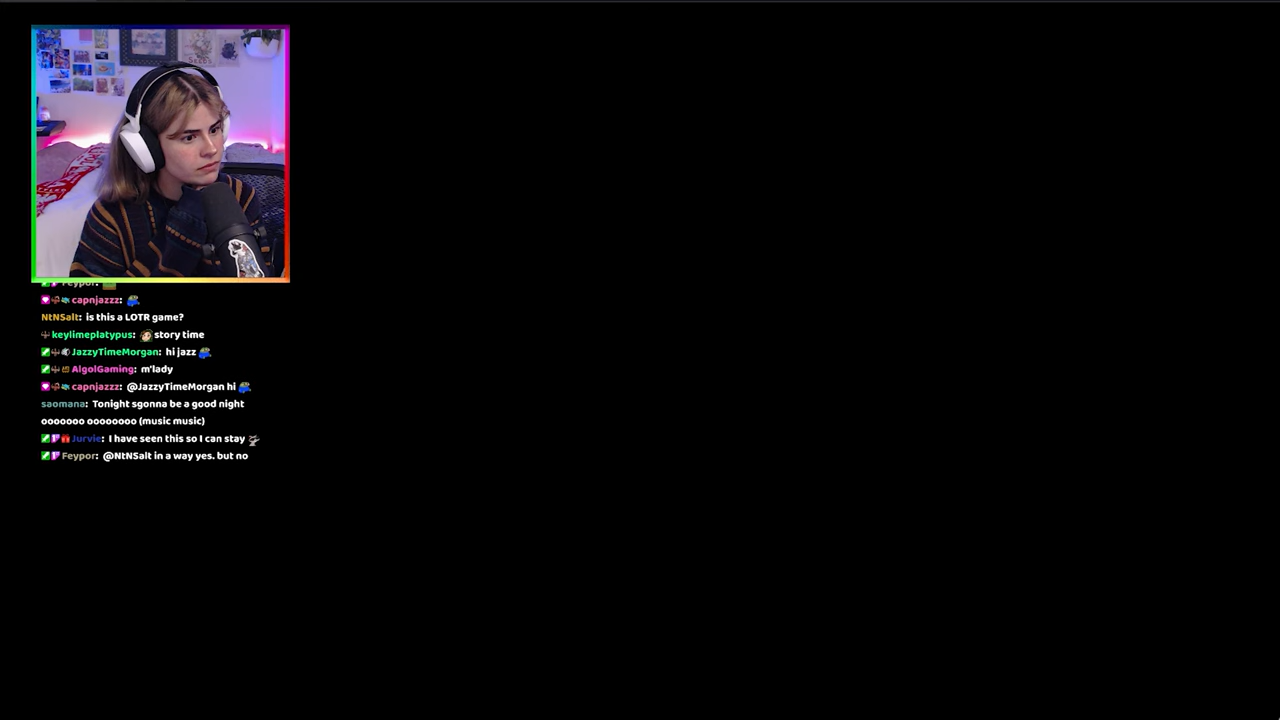 Feypor:
capnjazzz:
NtNSalt: is this a LOTR game?
keylimeplatypus: story time
JazzyTimeMorgan: hi jazz
AlgolGaming: m'lady
capnjazzz: @JazzyTimeMorgan hi
saomana: Tonight sgonna be a good night
ooooooo oooooooo (music music)
Jurvie: I have seen this so I can stay
Feypor: @NtNSalt in a way yes. but no